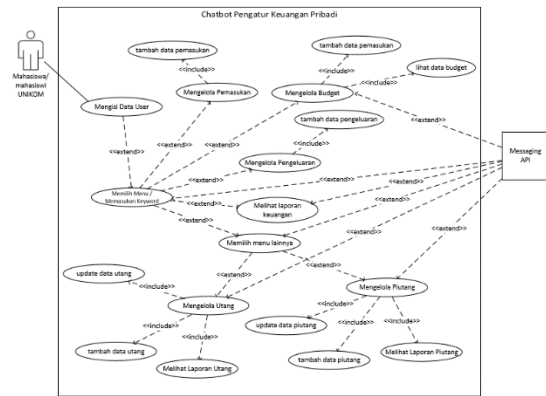 Chatbot Pengatur Keuangan Pribadi
tambah data pemasukan
tambah data pemasukan
<<include>>
<<include>>
lihat data budget
<<include>>
Mahasiswa/
mahasiswi
UNIKOM
Mengisi Data User
Mengelola Pemasukan
Mengelola Budget
tambah data pengeluaran
<<include>>
<<extend>>
<<extend>>
<<extend>>
<<extend>>
<<extend>>
Mengelola Pengeluaran
Messaging
API
<<extend>>
<<extend>>
Memilih Menu /
Memasukan Keyword
<<extend>>
<<extend>>
<<extend>>
Melihat laporan
keuangan
<<extend>>
<<extend>>
Memilih menu lainnya
<<extend>>
<<extend>>
<<extend>>
<<extend>>
update data utang
<<include>>
Mengelola Utang
Mengelola Piutang
<<include>>
<<include>>
<<include>>
<<include>>
<<include>>
update data piutang
tambah data utang
Melihat Laporan Utang
tambah data piutang
Melihat Laporan Piutang